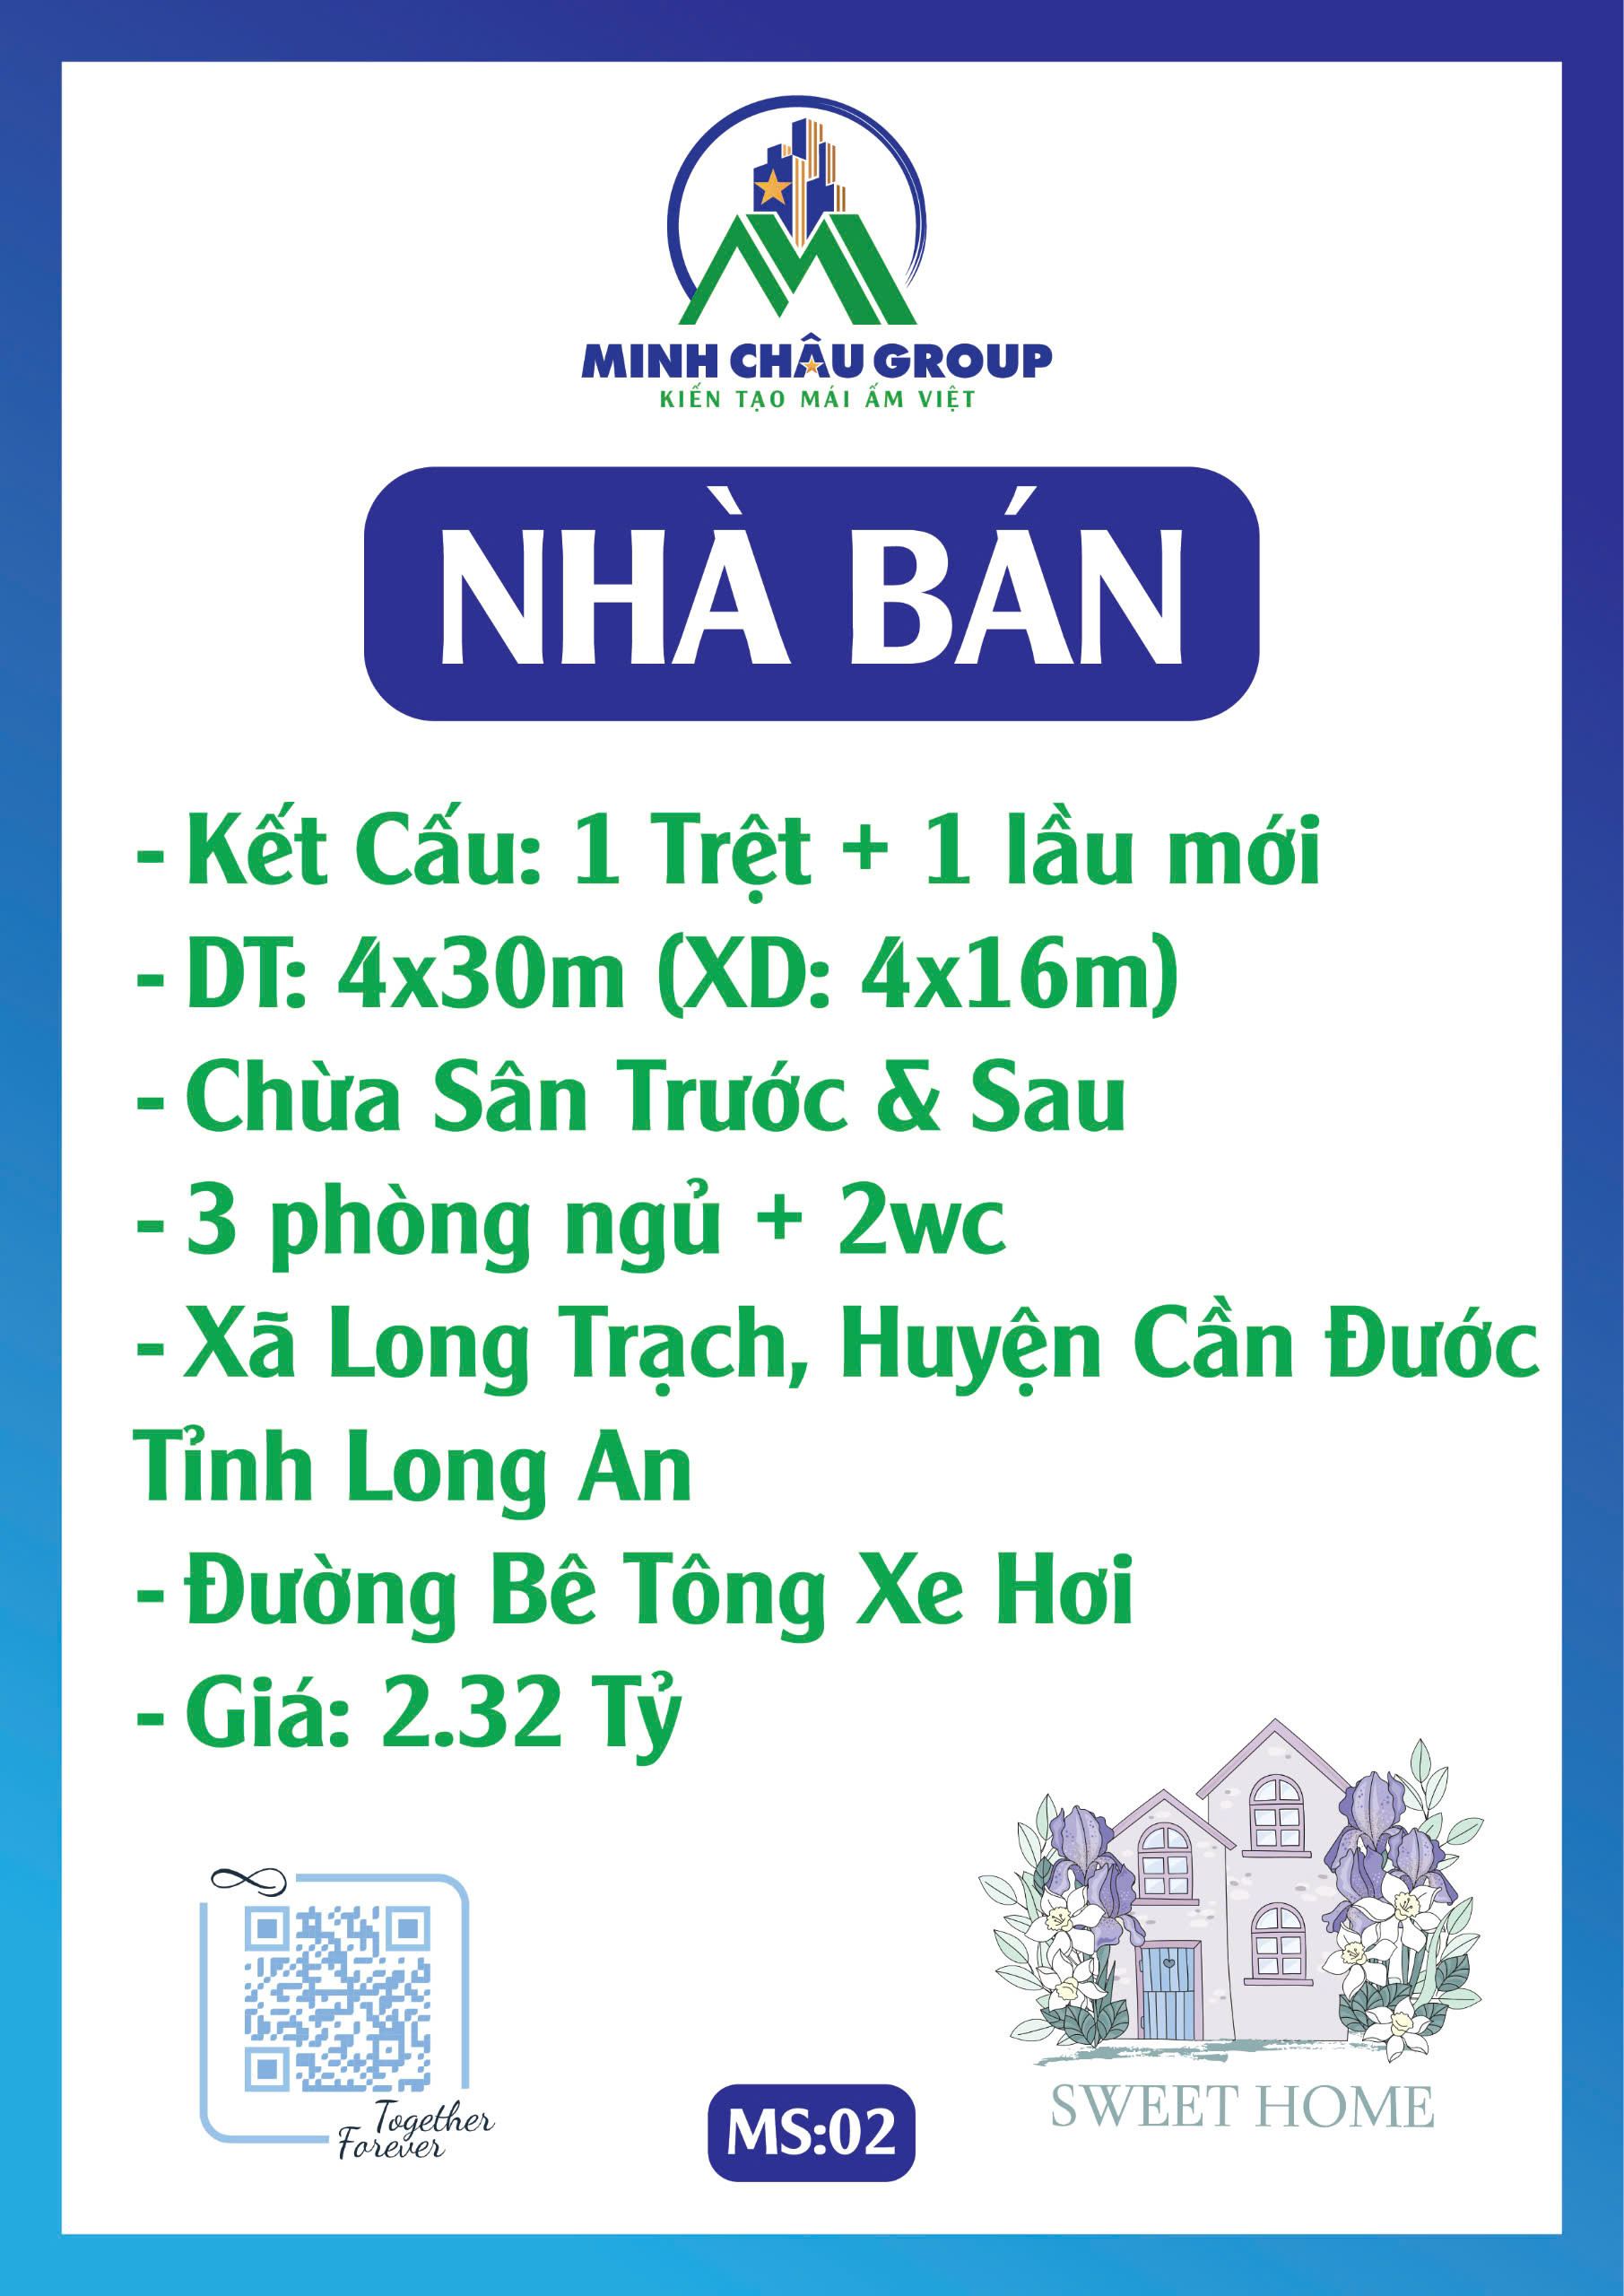 MINH CHÂU GROUP
KIẾN TẠO MÁI ẤM VIỆT
NHÀ BÁN
- Kết Cấu: 1 Trệt + 1 lầu mới
- DT: 4x30m (XD: 4x16m)
- Chừa Sân Trước & Sau
- 3 phòng ngủ + 2wc
- Xã Long Trạch, Huyện Cần Đước
Tỉnh Long An
- Đường Bê Tông Xe Hơi
- Giá: 2.32 Tỷ
Together
Forever
MS:02
SWEET HOME